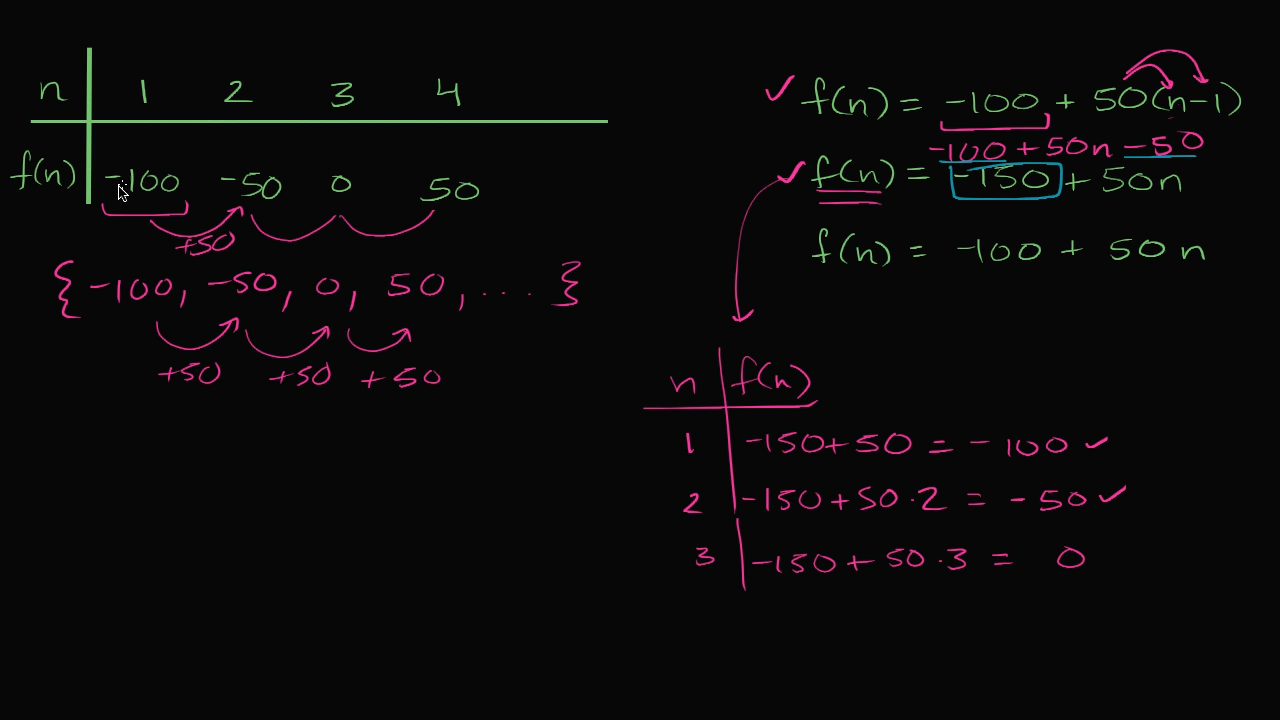 n 1 2 3 4
f(n) -100 -50 0 50
+50
{-100, -50, 0, 50, ... }
+50 +50 +50
✓ f(n) = -100 + 50(n-1)
-100 +50n -50
✓ f(n) = -150 + 50n
f(n) = -100 + 50n
n f(n)
1 -150+50 = -100 ✓
2 -150+50·2 = -50 ✓
3 -150+50·3 = 0